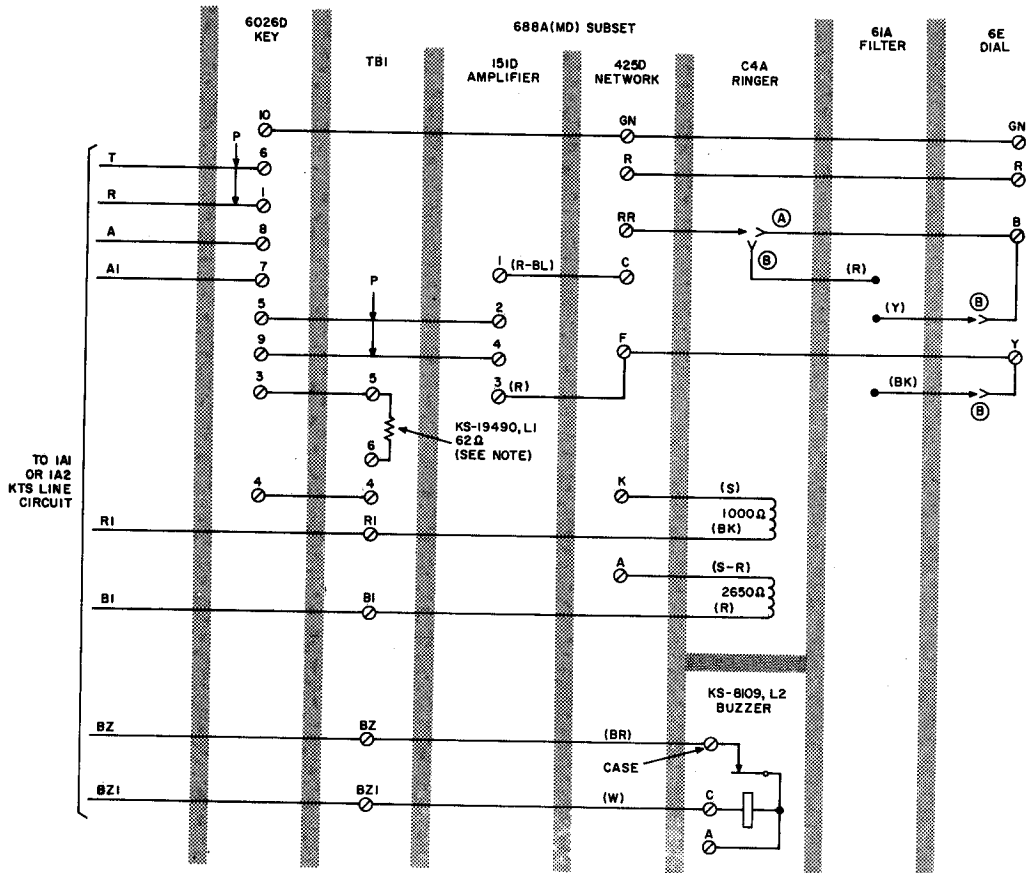 688A(MD) SUBSET
6026D
KEY
TB1
151D
AMPLIFIER
425D
NETWORK
C4A
RINGER
61A
FILTER
6E
DIAL
10
GN
GN
P
T
6
R
R
R
1
A
8
RR
A
B
A1
7
1
(R-BL)
C
B
(R)
P
5
2
(Y)
B
9
4
F
Y
3
5
3
(R)
(BK)
B
KS-19490, L1
62Ω
(SEE NOTE)
6
TO 1A1
OR 1A2
KTS LINE
CIRCUIT
4
4
K
(S)
1000Ω
R1
R1
(BK)
A
(S-R)
2650Ω
B1
B1
(R)
KS-8109, L2
BUZZER
BZ
BZ
(BR)
CASE
BZ1
BZ1
(W)
C
A